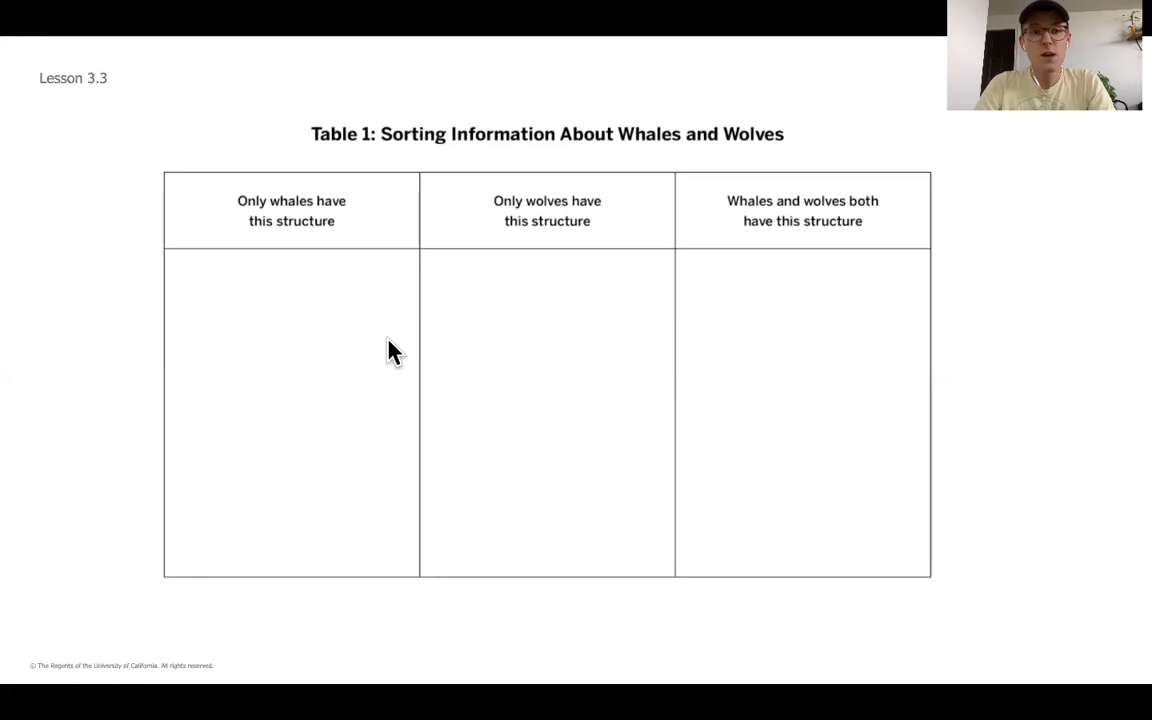 Lesson 3.3
Table 1: Sorting Information About Whales and Wolves
Only whales have
this structure
Only wolves have
this structure
Whales and wolves both
have this structure
© The Regents of the University of California. All rights reserved.